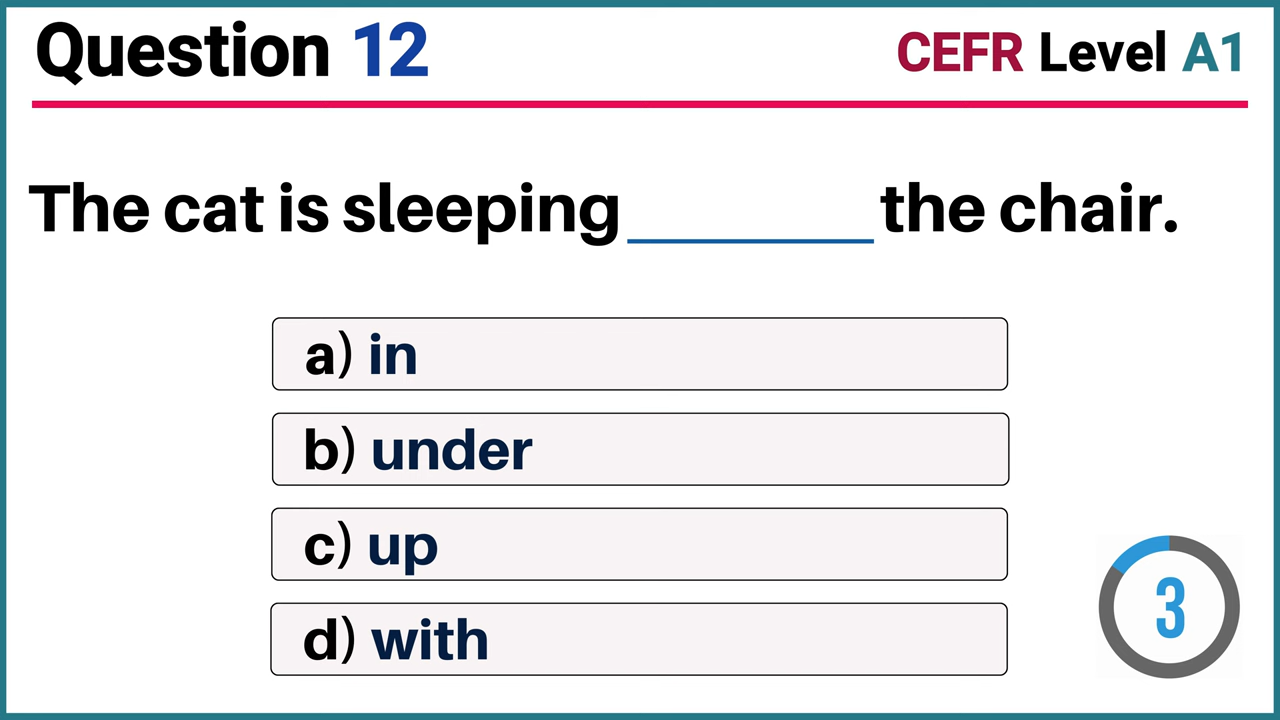 Question 12
CEFR Level A1
The cat is sleeping ________ the chair.
a) in
b) under
c) up
d) with
3